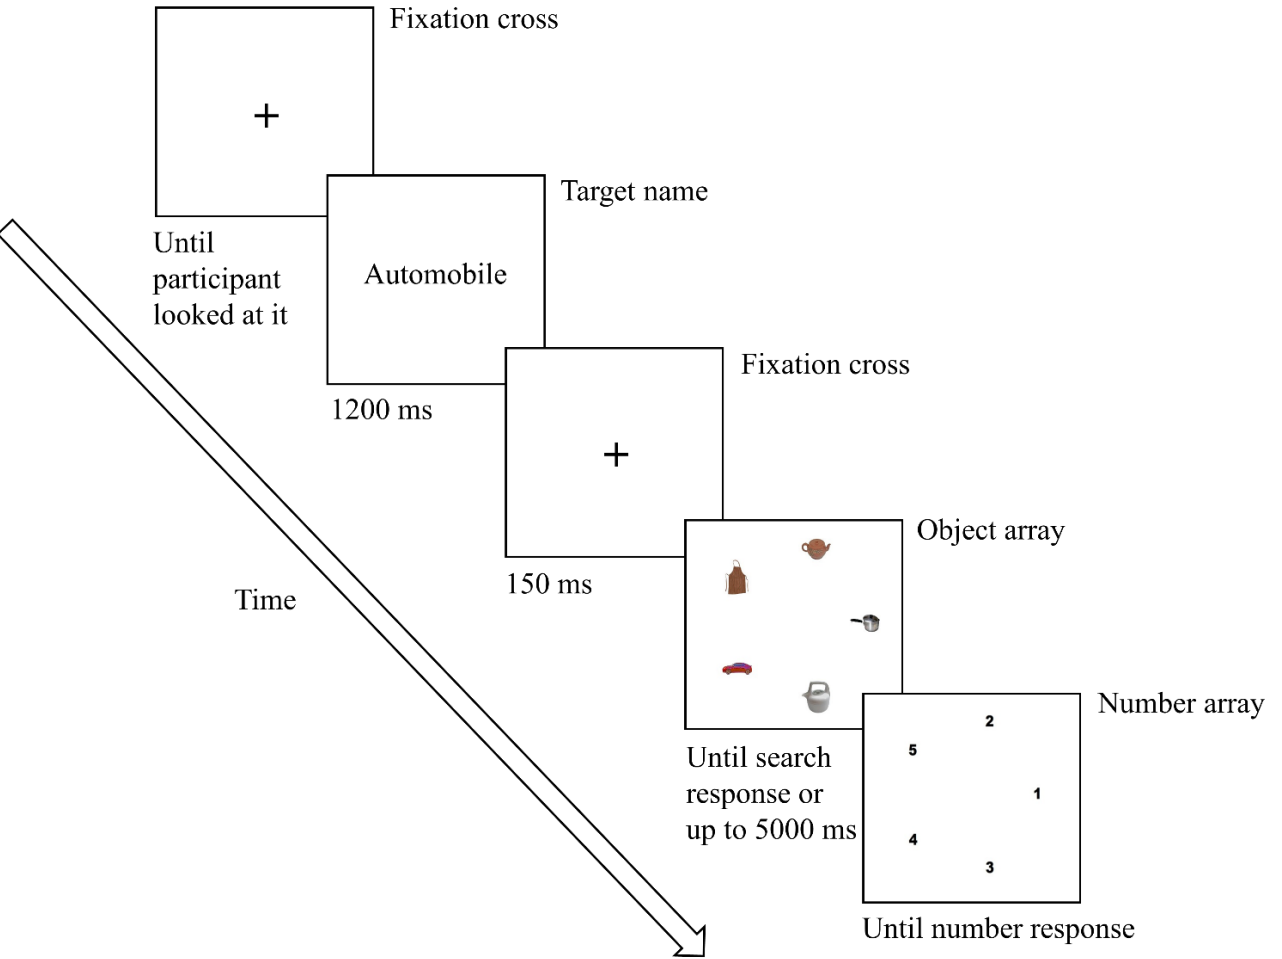 Fixation cross
Target name
Until
participant
looked at it
Automobile
Fixation cross
1200 ms
Object array
150 ms
Time
Number array
2
5
1
4
3
Until search
response or
up to 5000 ms
Until number response